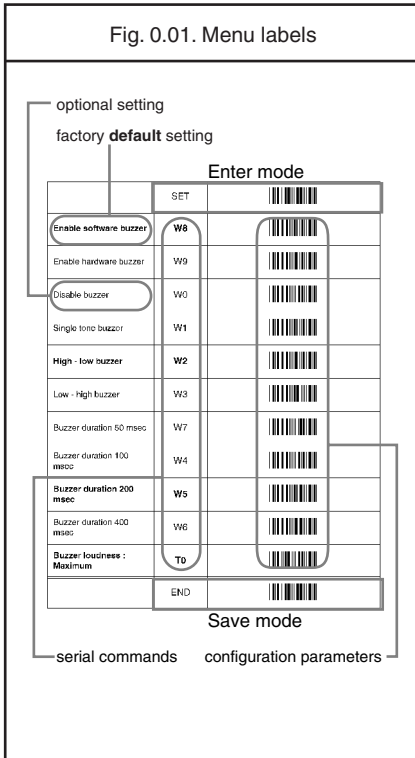 Fig. 0.01. Menu labels
optional setting
factory default setting
Enter mode
SET
Enable software buzzer W8
Enable hardware buzzer W9
Disable buzzer W0
Single tone buzzer W1
High - low buzzer W2
Low - high buzzer W3
Buzzer duration 50 msec W7
Buzzer duration 100
msec W4
Buzzer duration 200
msec W5
Buzzer duration 400
msec W6
Buzzer loudness :
Maximum T0
END
Save mode
serial commands configuration parameters